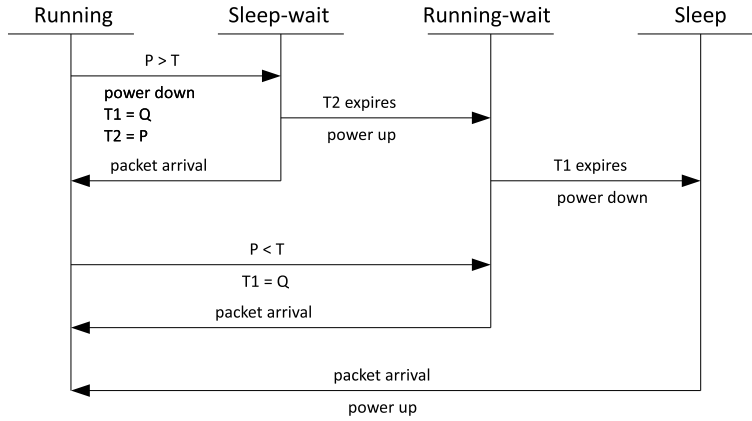 Running
Sleep-wait
Running-wait
Sleep
P > T
power down
T1 = Q
T2 = P
T2 expires
power up
packet arrival
T1 expires
power down
P < T
T1 = Q
packet arrival
packet arrival
power up